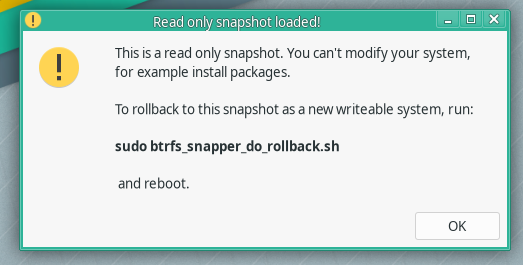 Read only snapshot loaded!
This is a read only snapshot. You can't modify your system,
for example install packages.
To rollback to this snapshot as a new writeable system, run:
sudo btrfs_snapper_do_rollback.sh
and reboot.
OK